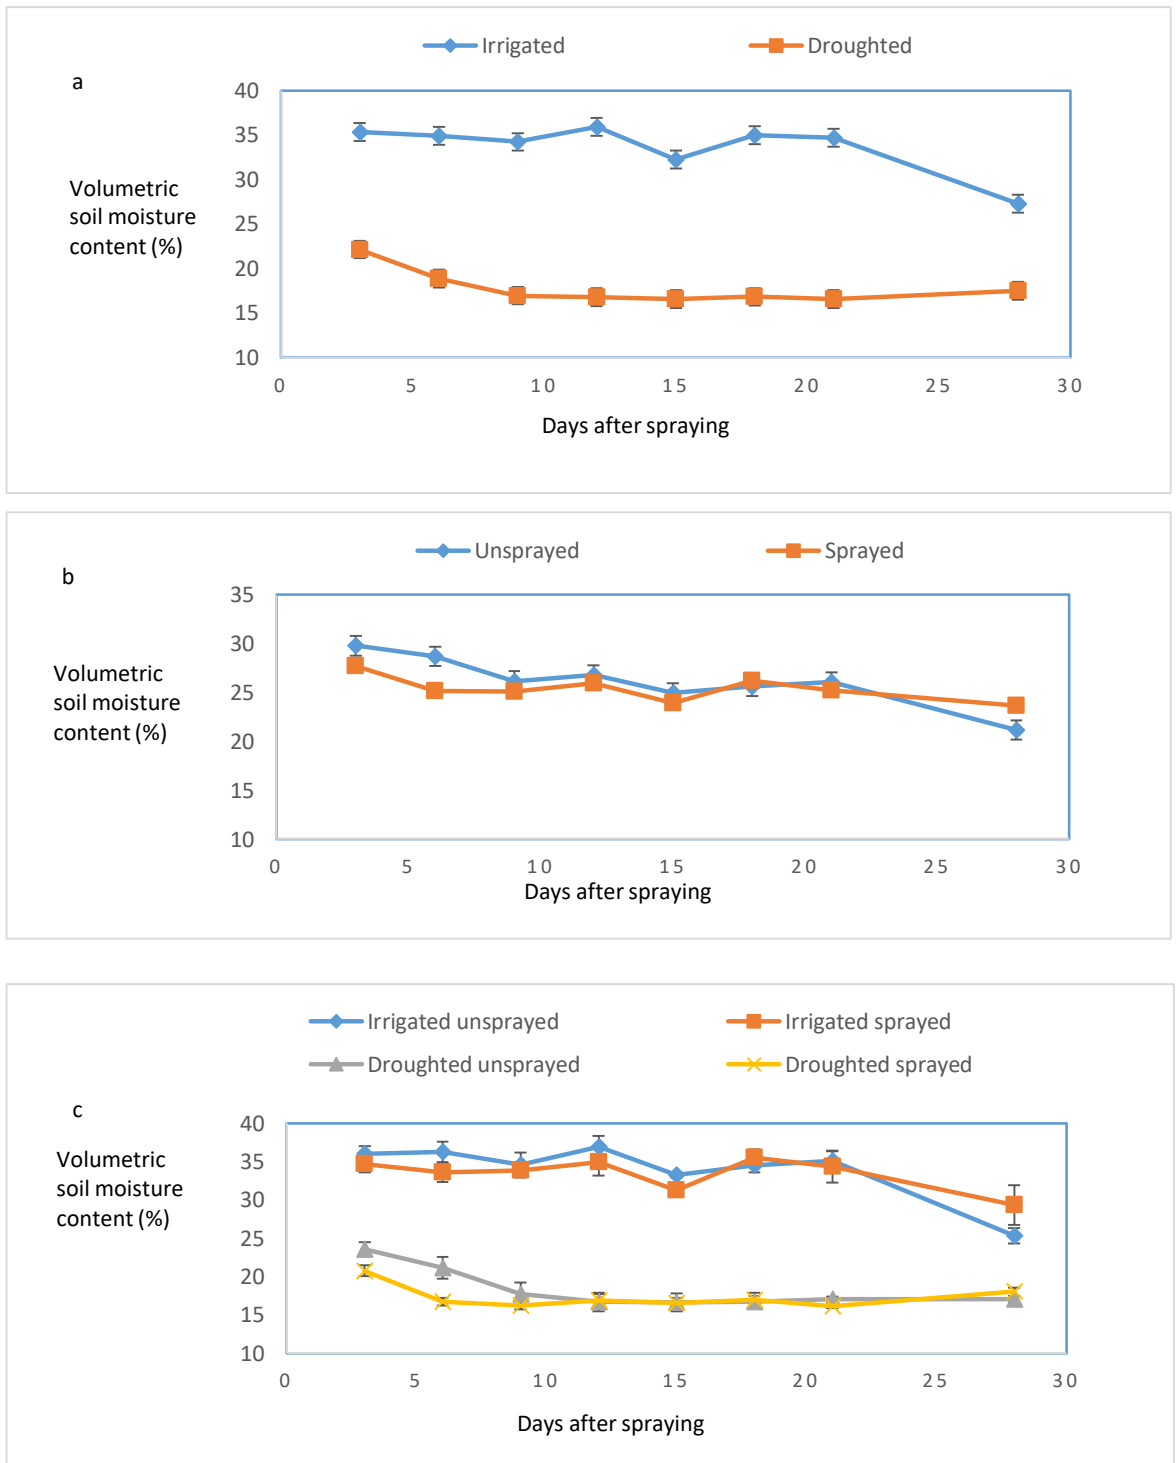 Irrigated Droughted
a
40
35
30
25
20
15
10
Volumetric
soil moisture
content (%)
0 5 10 15 20 25 30
Days after spraying
Unsprayed Sprayed
b
35
30
25
20
15
10
Volumetric
soil moisture
content (%)
0 5 10 15 20 25 30
Days after spraying
Irrigated unsprayed Irrigated sprayed
Droughted unsprayed Droughted sprayed
c
40
35
30
25
20
15
10
Volumetric
soil moisture
content (%)
0 5 10 15 20 25 30
Days after spraying